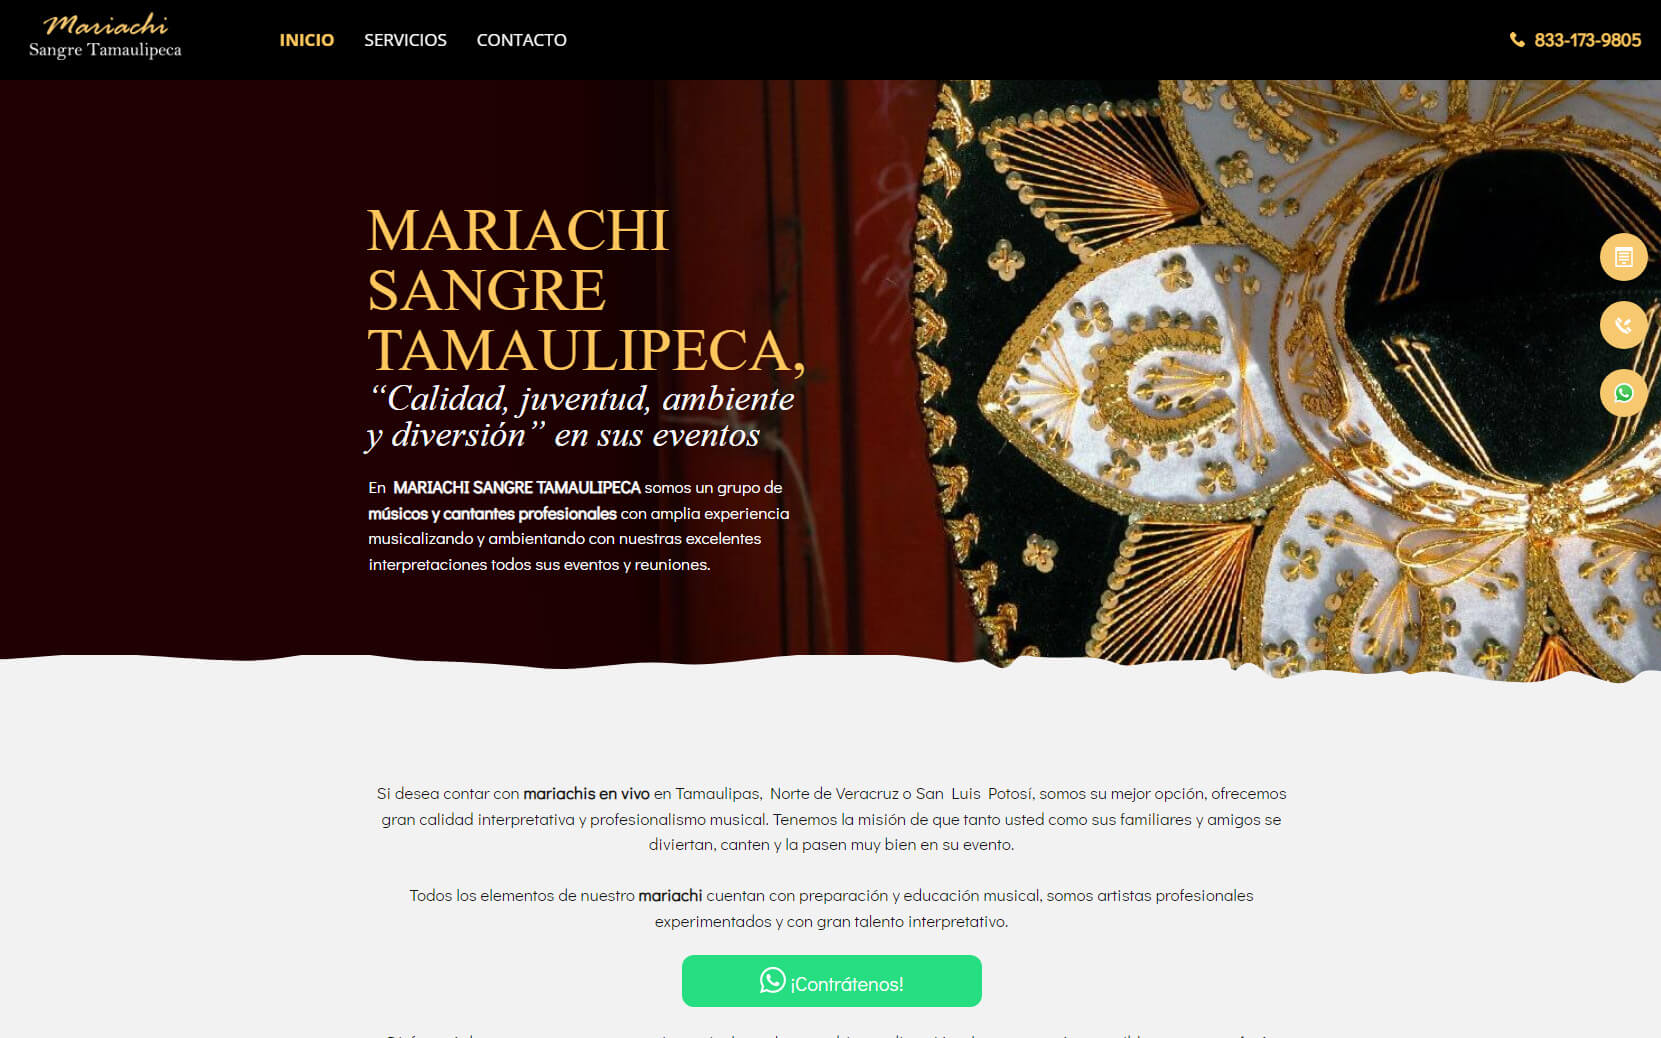 Mariachi
Sangre Tamaulipeca
INICIO
SERVICIOS
CONTACTO
833-173-9805
MARIACHI
SANGRE
TAMAULIPECA,
“Calidad, juventud, ambiente
y diversión” en sus eventos
En MARIACHI SANGRE TAMAULIPECA somos un grupo de
músicos y cantantes profesionales con amplia experiencia
musicalizando y ambientando con nuestras excelentes
interpretaciones todos sus eventos y reuniones.
Si desea contar con mariachis en vivo en Tamaulipas, Norte de Veracruz o San Luis Potosí, somos su mejor opción, ofrecemos
gran calidad interpretativa y profesionalismo musical. Tenemos la misión de que tanto usted como sus familiares y amigos se
diviertan, canten y la pasen muy bien en su evento.
Todos los elementos de nuestro mariachi cuentan con preparación y educación musical, somos artistas profesionales
experimentados y con gran talento interpretativo.
¡Contrátenos!